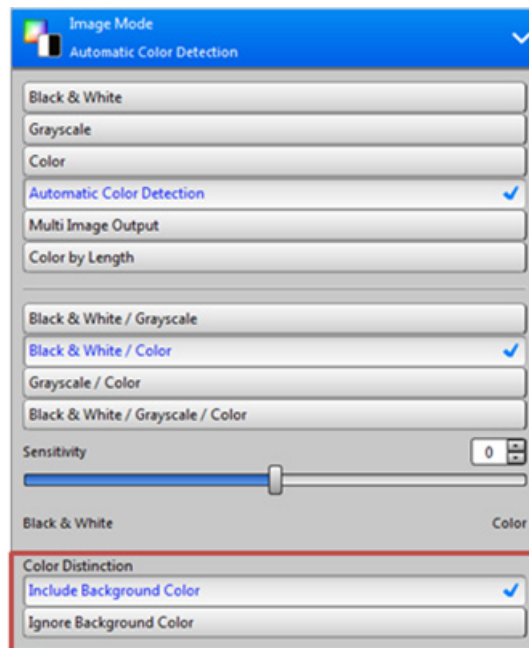 Image Mode
Automatic Color Detection
Black & White
Grayscale
Color
Automatic Color Detection
Multi Image Output
Color by Length
Black & White / Grayscale
Black & White / Color
Grayscale / Color
Black & White / Grayscale / Color
Sensitivity 0
Black & White Color
Color Distinction
Include Background Color
Ignore Background Color